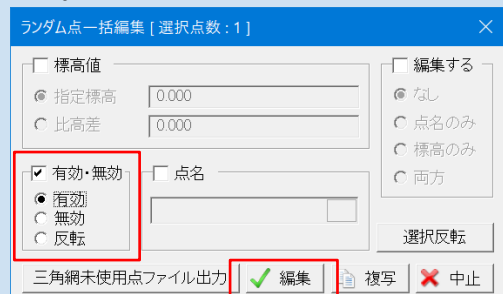 ランダム点一括編集 [ 選択点数 : 1 ]
標高値
指定標高 0.000
比高差 0.000
編集する
なし
点名のみ
標高のみ
両方
有効・無効
有効
無効
反転
点名
選択反転
三角網未使用点ファイル出力 編集 複写 中止